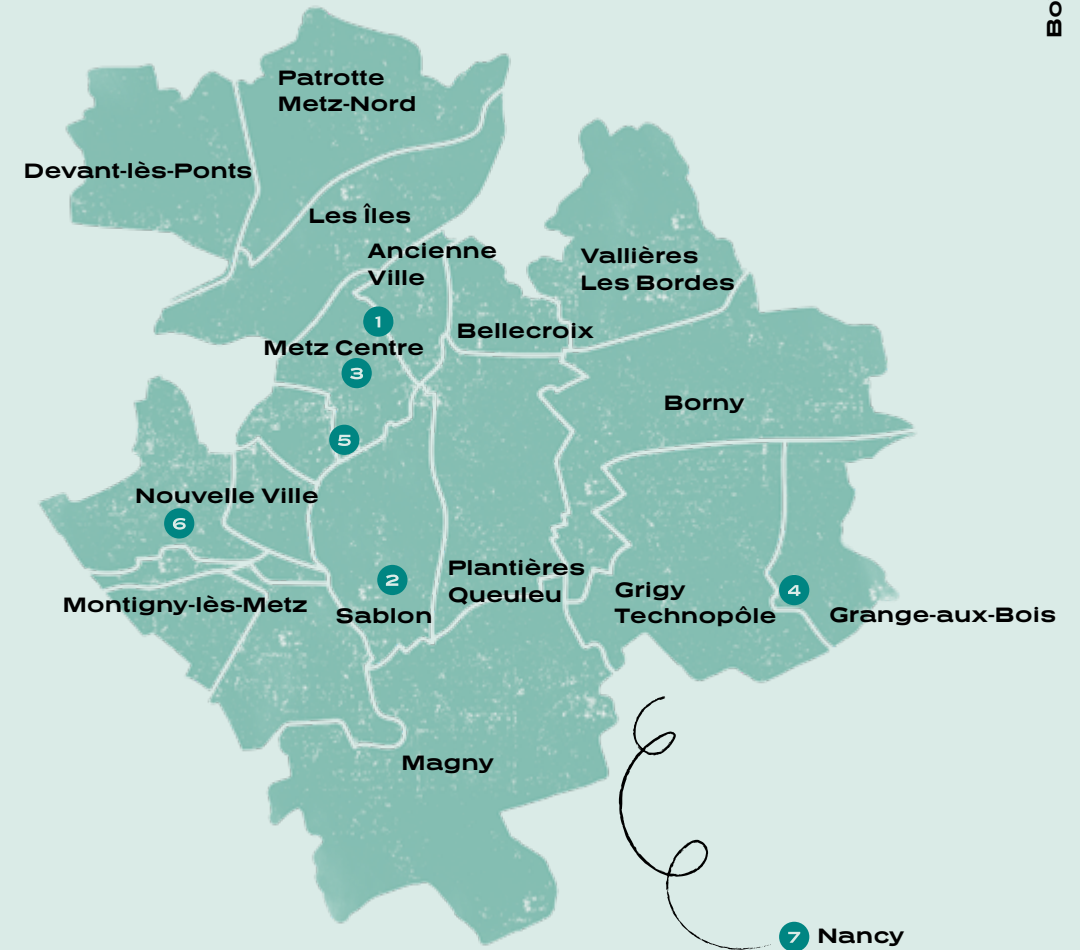 Bo
Patrotte
Metz-Nord
Devant-lès-Ponts
Les Îles
Ancienne
Ville
Vallières
Les Bordes
1
Bellecroix
Metz Centre
3
Borny
5
Nouvelle Ville
6
Plantières
Queuleu
2
Sablon
Grigy
Technopôle
4
Grange-aux-Bois
Montigny-lès-Metz
Magny
7 Nancy